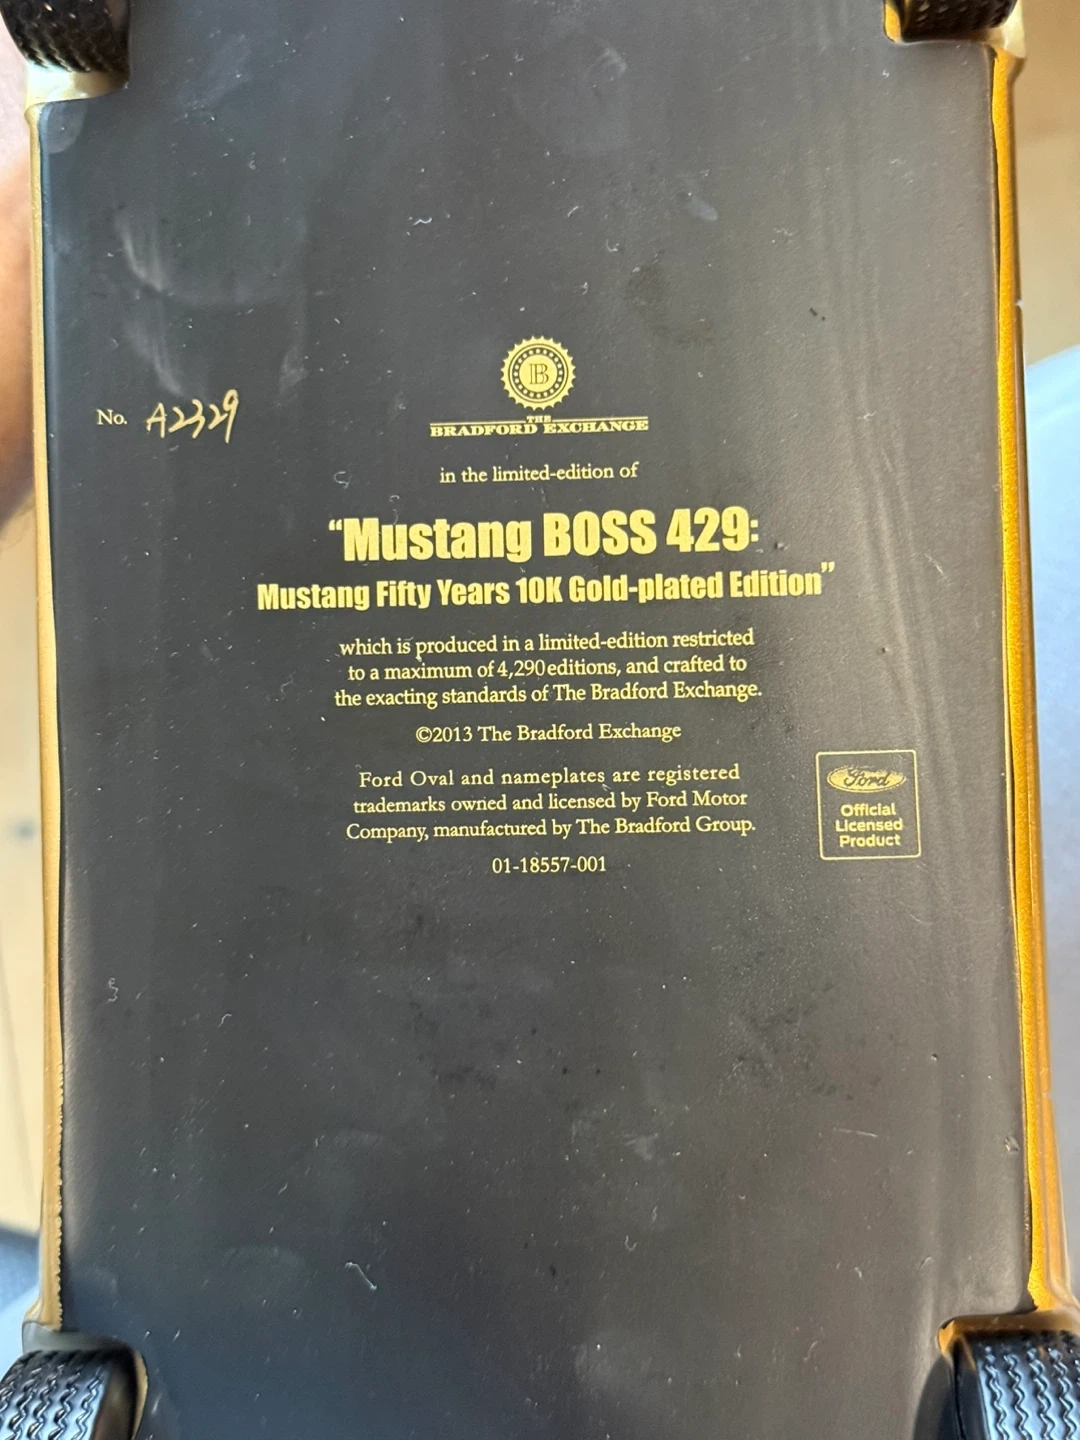 No. A2329
B
THE
BRADFORD EXCHANGE
in the limited-edition of
“Mustang BOSS 429:
Mustang Fifty Years 10K Gold-plated Edition”
which is produced in a limited-edition restricted
to a maximum of 4,290editions, and crafted to
the exacting standards of The Bradford Exchange.
©2013 The Bradford Exchange
Ford Oval and nameplates are registered
trademarks owned and licensed by Ford Motor
Company, manufactured by The Bradford Group.
01-18557-001
Ford
Official
Licensed
Product